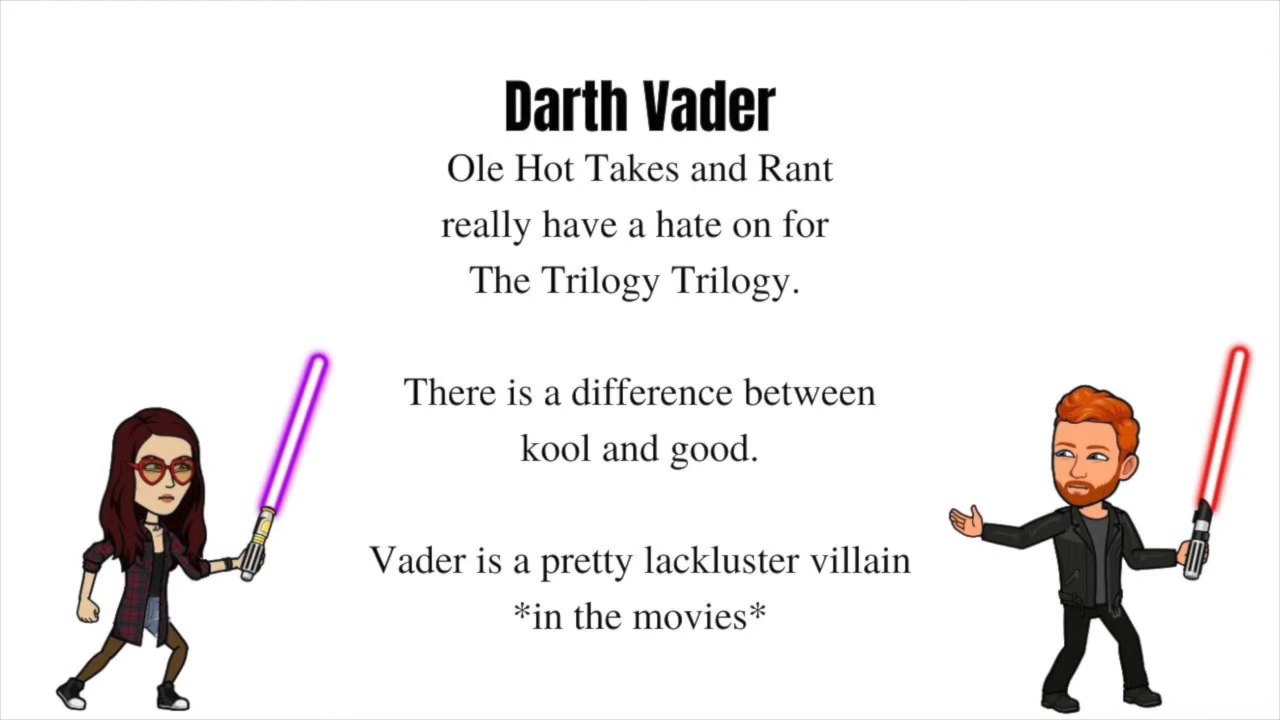 Darth Vader
Ole Hot Takes and Rant
really have a hate on for
The Trilogy Trilogy.
There is a difference between
kool and good.
Vader is a pretty lackluster villain
*in the movies*